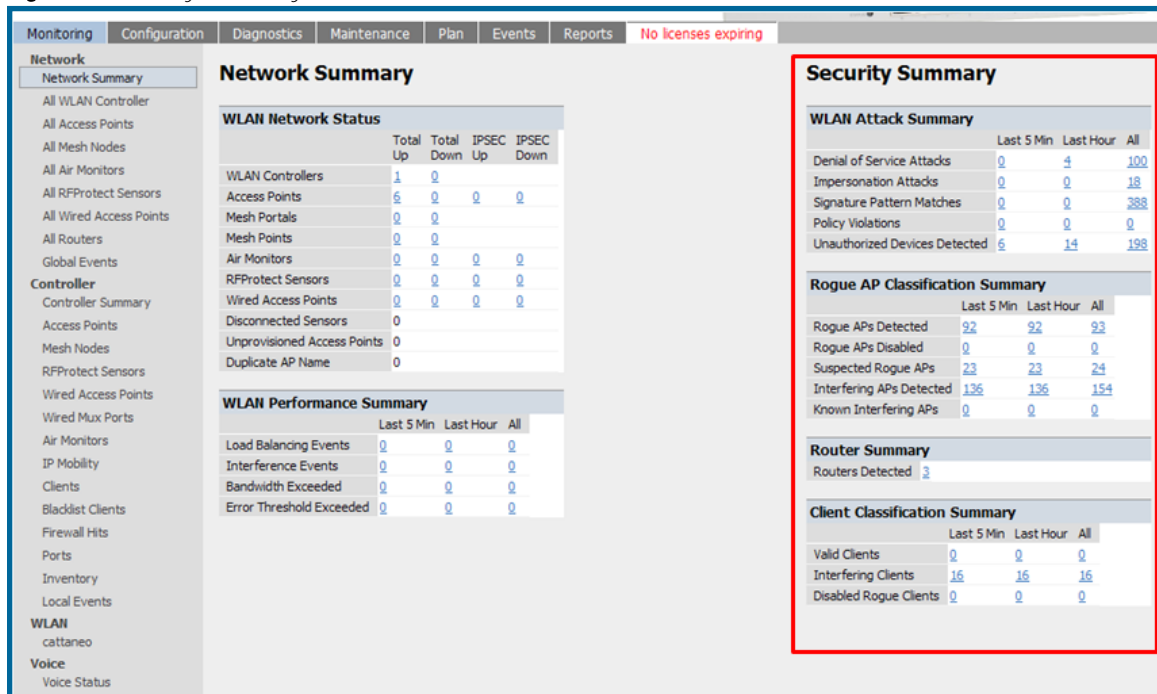 Monitoring Configuration Diagnostics Maintenance Plan Events Reports No licenses expiring
Network
Network Summary
All WLAN Controller
All Access Points
All Mesh Nodes
All Air Monitors
All RFProtect Sensors
All Wired Access Points
All Routers
Global Events
Controller
Controller Summary
Access Points
Mesh Nodes
RFProtect Sensors
Wired Access Points
Wired Mux Ports
Air Monitors
IP Mobility
Clients
Blacklist Clients
Firewall Hits
Ports
Inventory
Local Events
WLAN
cattaneo
Voice
Voice Status
Network Summary
WLAN Network Status
Total Up Total Down IPSEC Up IPSEC Down
WLAN Controllers 1 0
Access Points 6 0 0 0
Mesh Portals 0 0
Mesh Points 0 0
Air Monitors 0 0 0 0
RFProtect Sensors 0 0 0 0
Wired Access Points 0 0 0 0
Disconnected Sensors 0
Unprovisioned Access Points 0
Duplicate AP Name 0
WLAN Performance Summary
Last 5 Min Last Hour All
Load Balancing Events 0 0 0
Interference Events 0 0 0
Bandwidth Exceeded 0 0 0
Error Threshold Exceeded 0 0 0
Security Summary
WLAN Attack Summary
Last 5 Min Last Hour All
Denial of Service Attacks 0 4 100
Impersonation Attacks 0 0 18
Signature Pattern Matches 0 0 388
Policy Violations 0 0 0
Unauthorized Devices Detected 6 14 198
Rogue AP Classification Summary
Last 5 Min Last Hour All
Rogue APs Detected 92 92 93
Rogue APs Disabled 0 0 0
Suspected Rogue APs 23 23 24
Interfering APs Detected 136 136 154
Known Interfering APs 0 0 0
Router Summary
Routers Detected 3
Client Classification Summary
Last 5 Min Last Hour All
Valid Clients 0 0 0
Interfering Clients 16 16 16
Disabled Rogue Clients 0 0 0